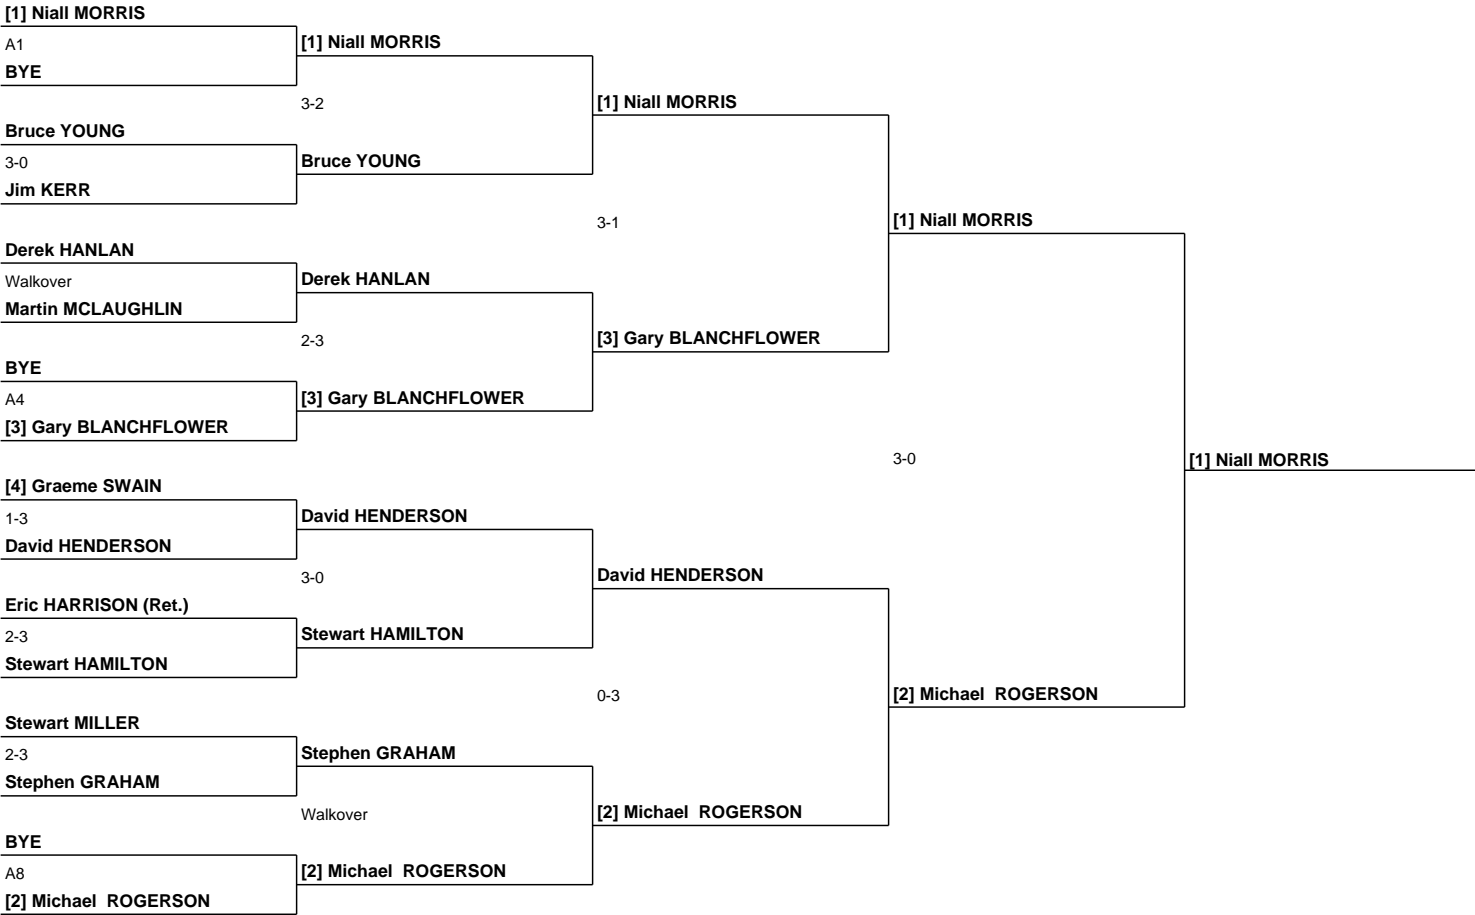 [1] Niall MORRIS
A1
BYE
Bruce YOUNG
3-0
Jim KERR
Derek HANLAN
Walkover
Martin MCLAUGHLIN
BYE
A4
[3] Gary BLANCHFLOWER
[4] Graeme SWAIN
1-3
David HENDERSON
Eric HARRISON (Ret.)
2-3
Stewart HAMILTON
Stewart MILLER
2-3
Stephen GRAHAM
BYE
A8
[2] Michael ROGERSON
[1] Niall MORRIS
3-2
Bruce YOUNG
Derek HANLAN
2-3
[3] Gary BLANCHFLOWER
David HENDERSON
3-0
Stewart HAMILTON
Stephen GRAHAM
Walkover
[2] Michael ROGERSON
[1] Niall MORRIS
3-1
[3] Gary BLANCHFLOWER
David HENDERSON
0-3
[2] Michael ROGERSON
[1] Niall MORRIS
3-0
[2] Michael ROGERSON
[1] Niall MORRIS